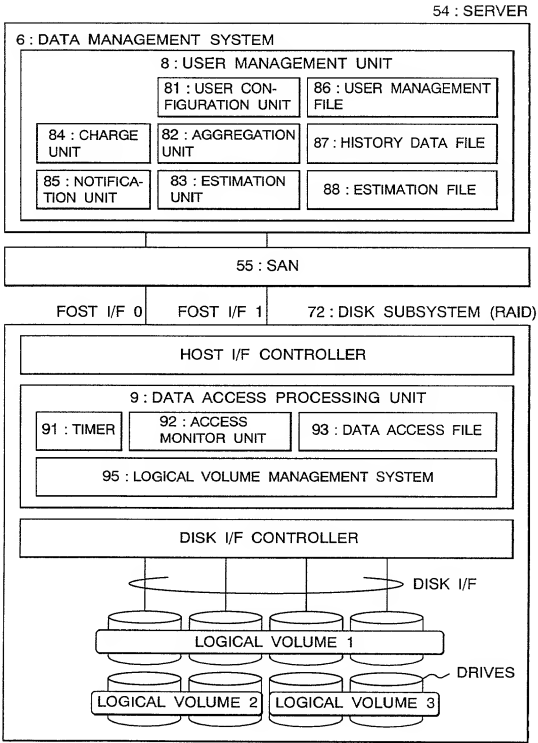 54 : SERVER
6 : DATA MANAGEMENT SYSTEM
8 : USER MANAGEMENT UNIT
81 : USER CON-
FIGURATION UNIT
86 : USER MANAGEMENT
FILE
84 : CHARGE
UNIT
82 : AGGREGATION
UNIT
87 : HISTORY DATA FILE
85 : NOTIFICA-
TION UNIT
83 : ESTIMATION
UNIT
88 : ESTIMATION FILE
55 : SAN
FOST I/F 0
FOST I/F 1
72 : DISK SUBSYSTEM (RAID)
HOST I/F CONTROLLER
9 : DATA ACCESS PROCESSING UNIT
91 : TIMER
92 : ACCESS
MONITOR UNIT
93 : DATA ACCESS FILE
95 : LOGICAL VOLUME MANAGEMENT SYSTEM
DISK I/F CONTROLLER
DISK I/F
LOGICAL VOLUME 1
DRIVES
LOGICAL VOLUME 2
LOGICAL VOLUME 3